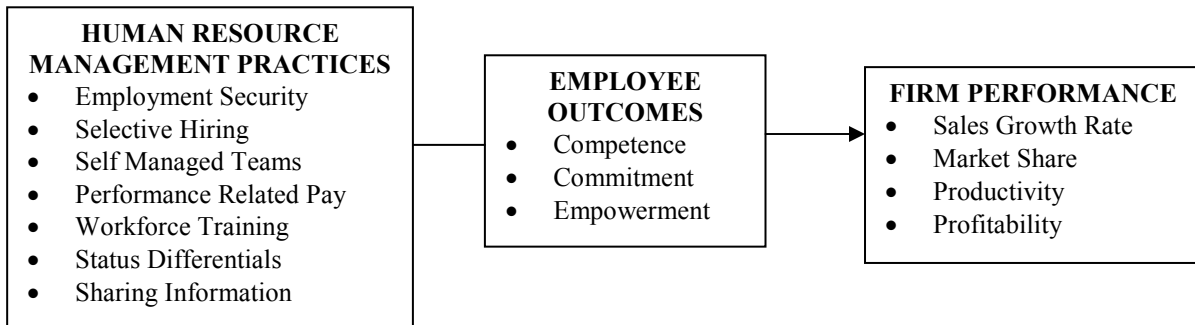 HUMAN RESOURCE
MANAGEMENT PRACTICES
• Employment Security
• Selective Hiring
• Self Managed Teams
• Performance Related Pay
• Workforce Training
• Status Differentials
• Sharing Information
EMPLOYEE
OUTCOMES
• Competence
• Commitment
• Empowerment
FIRM PERFORMANCE
• Sales Growth Rate
• Market Share
• Productivity
• Profitability